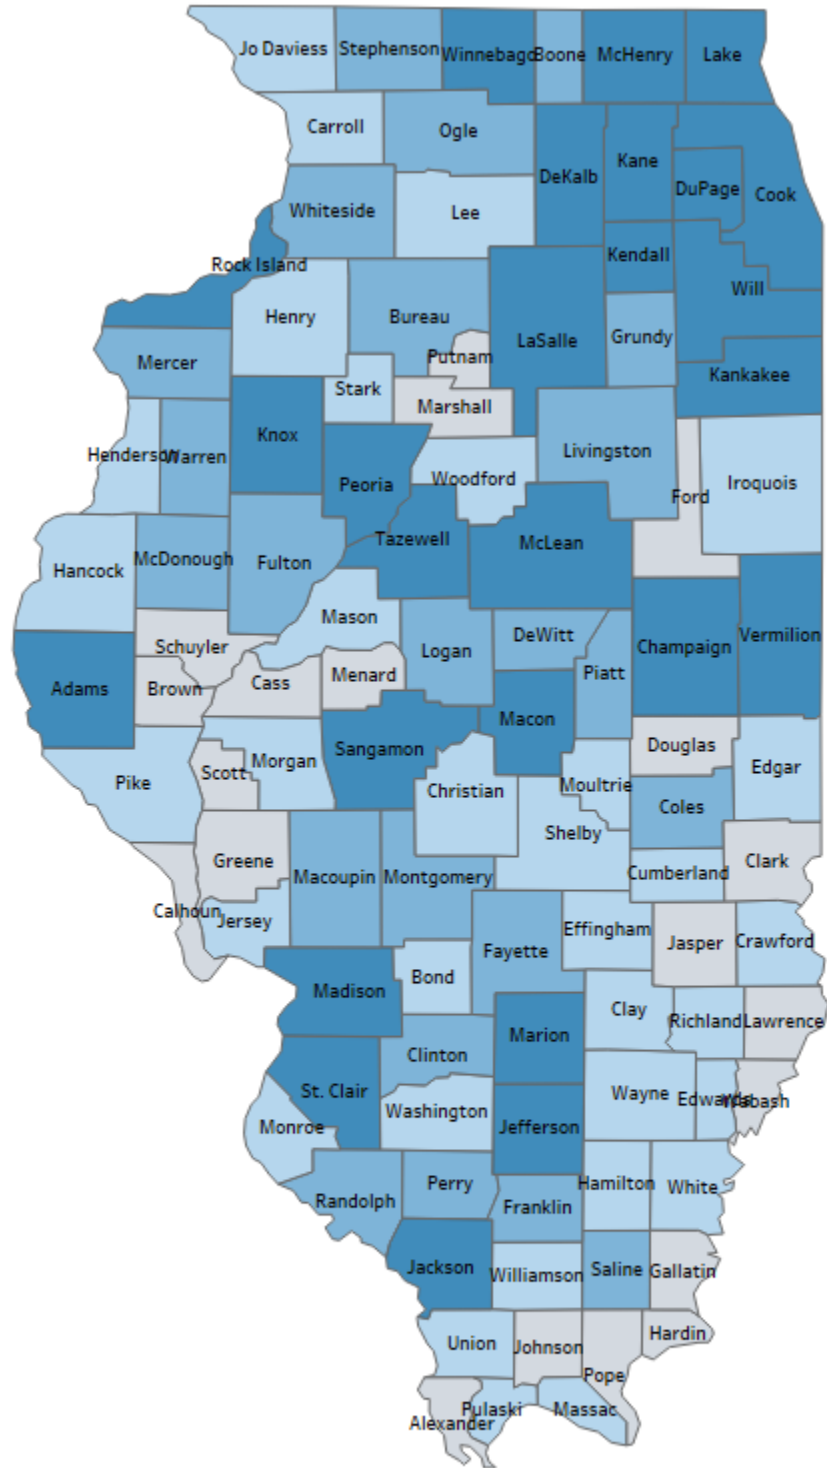 Jo Daviess
Stephenson
Winnebago
Boone
McHenry
Lake
Carroll
Ogle
DeKalb
Kane
DuPage
Cook
Whiteside
Lee
Rock Island
Kendall
Will
Henry
Bureau
LaSalle
Grundy
Putnam
Mercer
Kankakee
Stark
Marshall
Henderson
Warren
Knox
Peoria
Woodford
Livingston
Ford
Iroquois
Hancock
McDonough
Fulton
Tazewell
McLean
Mason
Schuyler
Logan
DeWitt
Champaign
Vermilion
Adams
Brown
Cass
Menard
Piatt
Macon
Sangamon
Douglas
Pike
Scott
Morgan
Christian
Moultrie
Edgar
Coles
Shelby
Greene
Macoupin
Montgomery
Cumberland
Clark
Calhoun
Jersey
Fayette
Effingham
Jasper
Crawford
Madison
Bond
Marion
Clay
Richland
Lawrence
Clinton
St. Clair
Washington
Wayne
Edwards
Wabash
Monroe
Jefferson
Randolph
Perry
Franklin
Hamilton
White
Jackson
Williamson
Saline
Gallatin
Union
Johnson
Hardin
Pope
Alexander
Pulaski
Massac